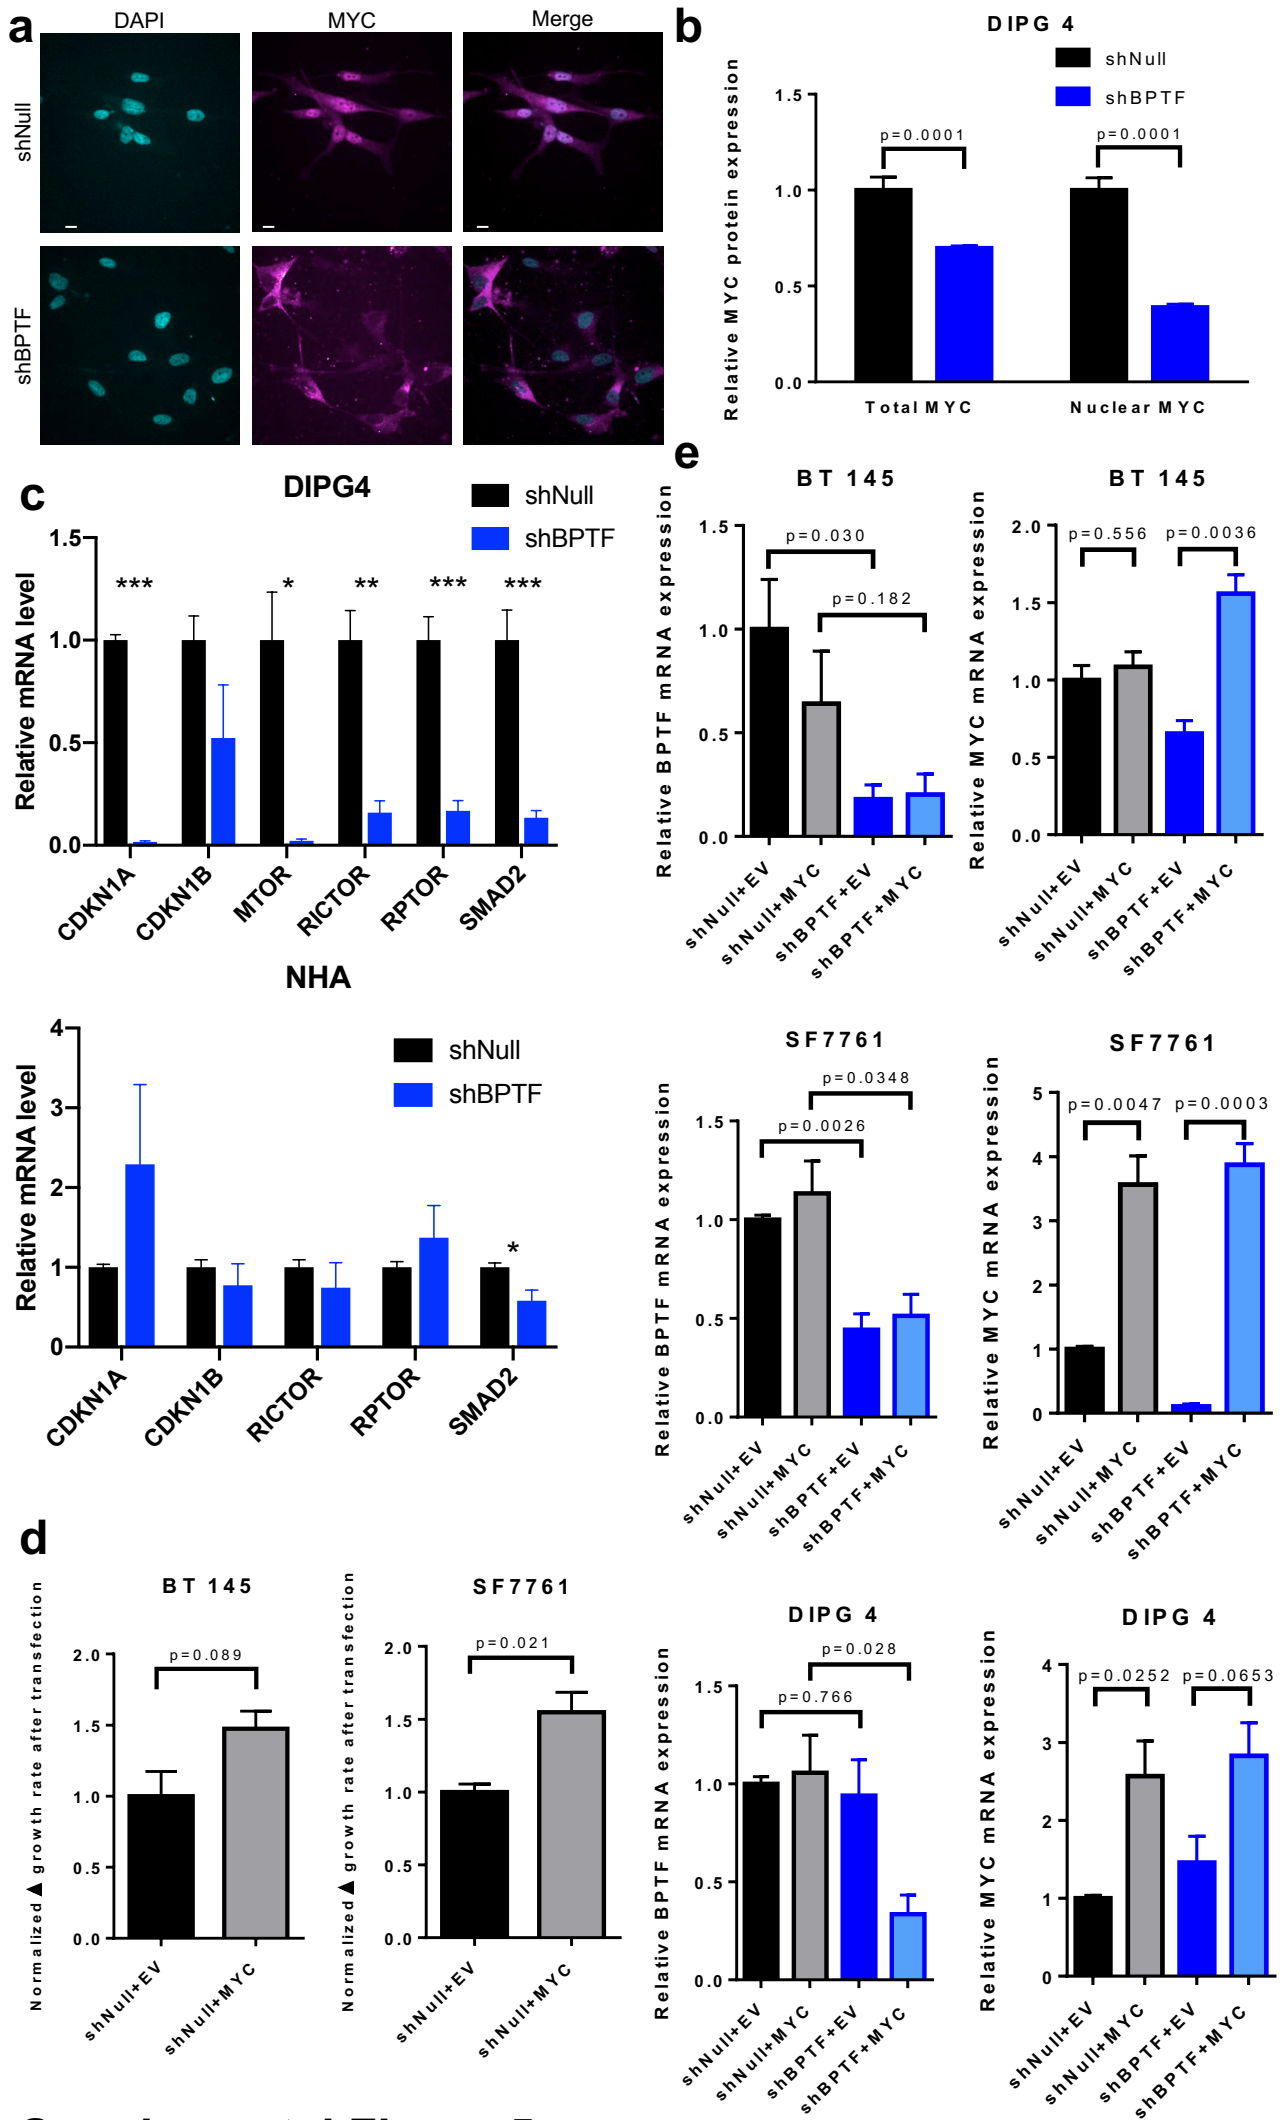 a
DAPI
MYC
Merge
shNull
shBPTF
b
DIPG 4
shNull
shBPTF
Relative MYC protein expression
1.5
1.0
0.5
0.0
p=0.0001
p=0.0001
Total MYC
Nuclear MYC
c
DIPG4
shNull
shBPTF
Relative mRNA level
1.5
1.0
0.5
0.0
***
*
**
***
***
CDKN1A
CDKN1B
MTOR
RICTOR
RPTOR
SMAD2
NHA
shNull
shBPTF
Relative mRNA level
4
3
2
1
0
*
CDKN1A
CDKN1B
RICTOR
RPTOR
SMAD2
d
BT 145
Normalized ▲ growth rate after transfection
2.0
1.5
1.0
0.5
0.0
p=0.089
shNull+EV
shNull+MYC
SF7761
Normalized ▲ growth rate after transfection
2.0
1.5
1.0
0.5
0.0
p=0.021
shNull+EV
shNull+MYC
e
BT 145
Relative BPTF mRNA expression
1.5
1.0
0.5
0.0
p=0.030
p=0.182
shNull+EV
shNull+MYC
shBPTF+EV
shBPTF+MYC
BT 145
Relative MYC mRNA expression
2.0
1.5
1.0
0.5
0.0
p=0.556
p=0.0036
shNull+EV
shNull+MYC
shBPTF+EV
shBPTF+MYC
SF7761
Relative BPTF mRNA expression
1.5
1.0
0.5
0.0
p=0.0348
p=0.0026
shNull+EV
shNull+MYC
shBPTF+EV
shBPTF+MYC
SF7761
Relative MYC mRNA expression
5
4
3
2
1
0
p=0.0047
p=0.0003
shNull+EV
shNull+MYC
shBPTF+EV
shBPTF+MYC
DIPG 4
Relative BPTF mRNA expression
1.5
1.0
0.5
0.0
p=0.028
p=0.766
shNull+EV
shNull+MYC
shBPTF+EV
shBPTF+MYC
DIPG 4
Relative MYC mRNA expression
4
3
2
1
0
p=0.0252
p=0.0653
shNull+EV
shNull+MYC
shBPTF+EV
shBPTF+MYC